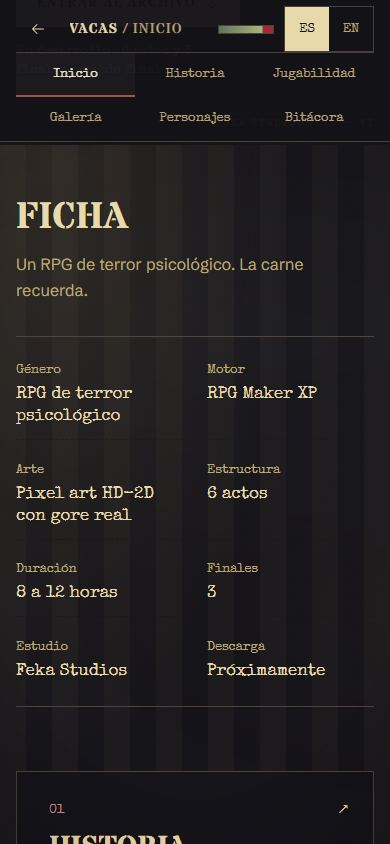 ← VACAS / INICIO ES EN
Inicio Historia Jugabilidad
Galería Personajes Bitácora
FICHA
Un RPG de terror psicológico. La carne
recuerda.
Género Motor
RPG de terror RPG Maker XP
psicológico
Arte Estructura
Pixel art HD-2D 6 actos
con gore real
Duración Finales
8 a 12 horas 3
Estudio Descarga
Feka Studios Próximamente
01 ↗
HISTORIA